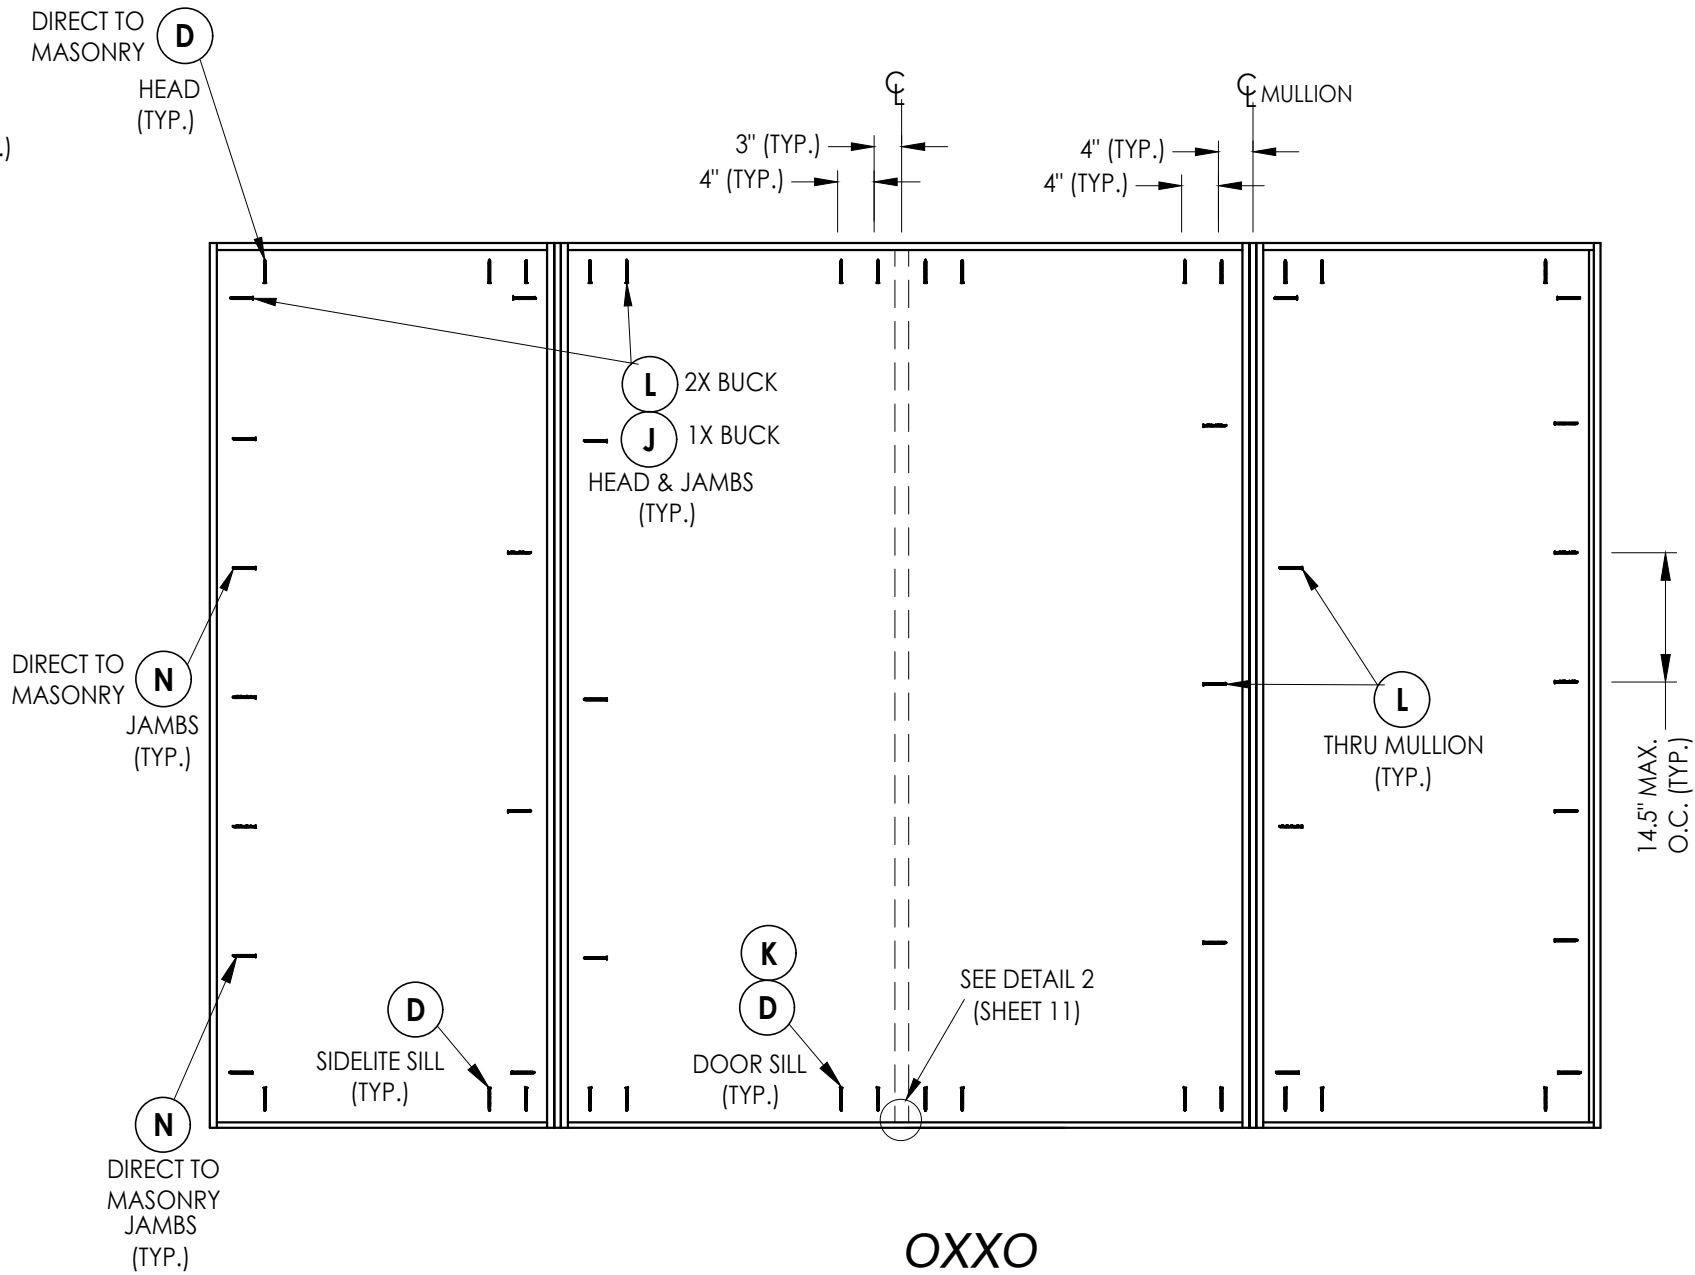 DIRECT TO
MASONRY
D
HEAD
(TYP.)
.)
CL
CL MULLION
3" (TYP.)
4" (TYP.)
4" (TYP.)
4" (TYP.)
L
2X BUCK
J
1X BUCK
HEAD & JAMBS
(TYP.)
DIRECT TO
MASONRY
N
JAMBS
(TYP.)
L
THRU MULLION
(TYP.)
14.5" MAX.
O.C. (TYP.)
D
SIDELITE SILL
(TYP.)
K
D
DOOR SILL
(TYP.)
SEE DETAIL 2
(SHEET 11)
N
DIRECT TO
MASONRY
JAMBS
(TYP.)
OXXO